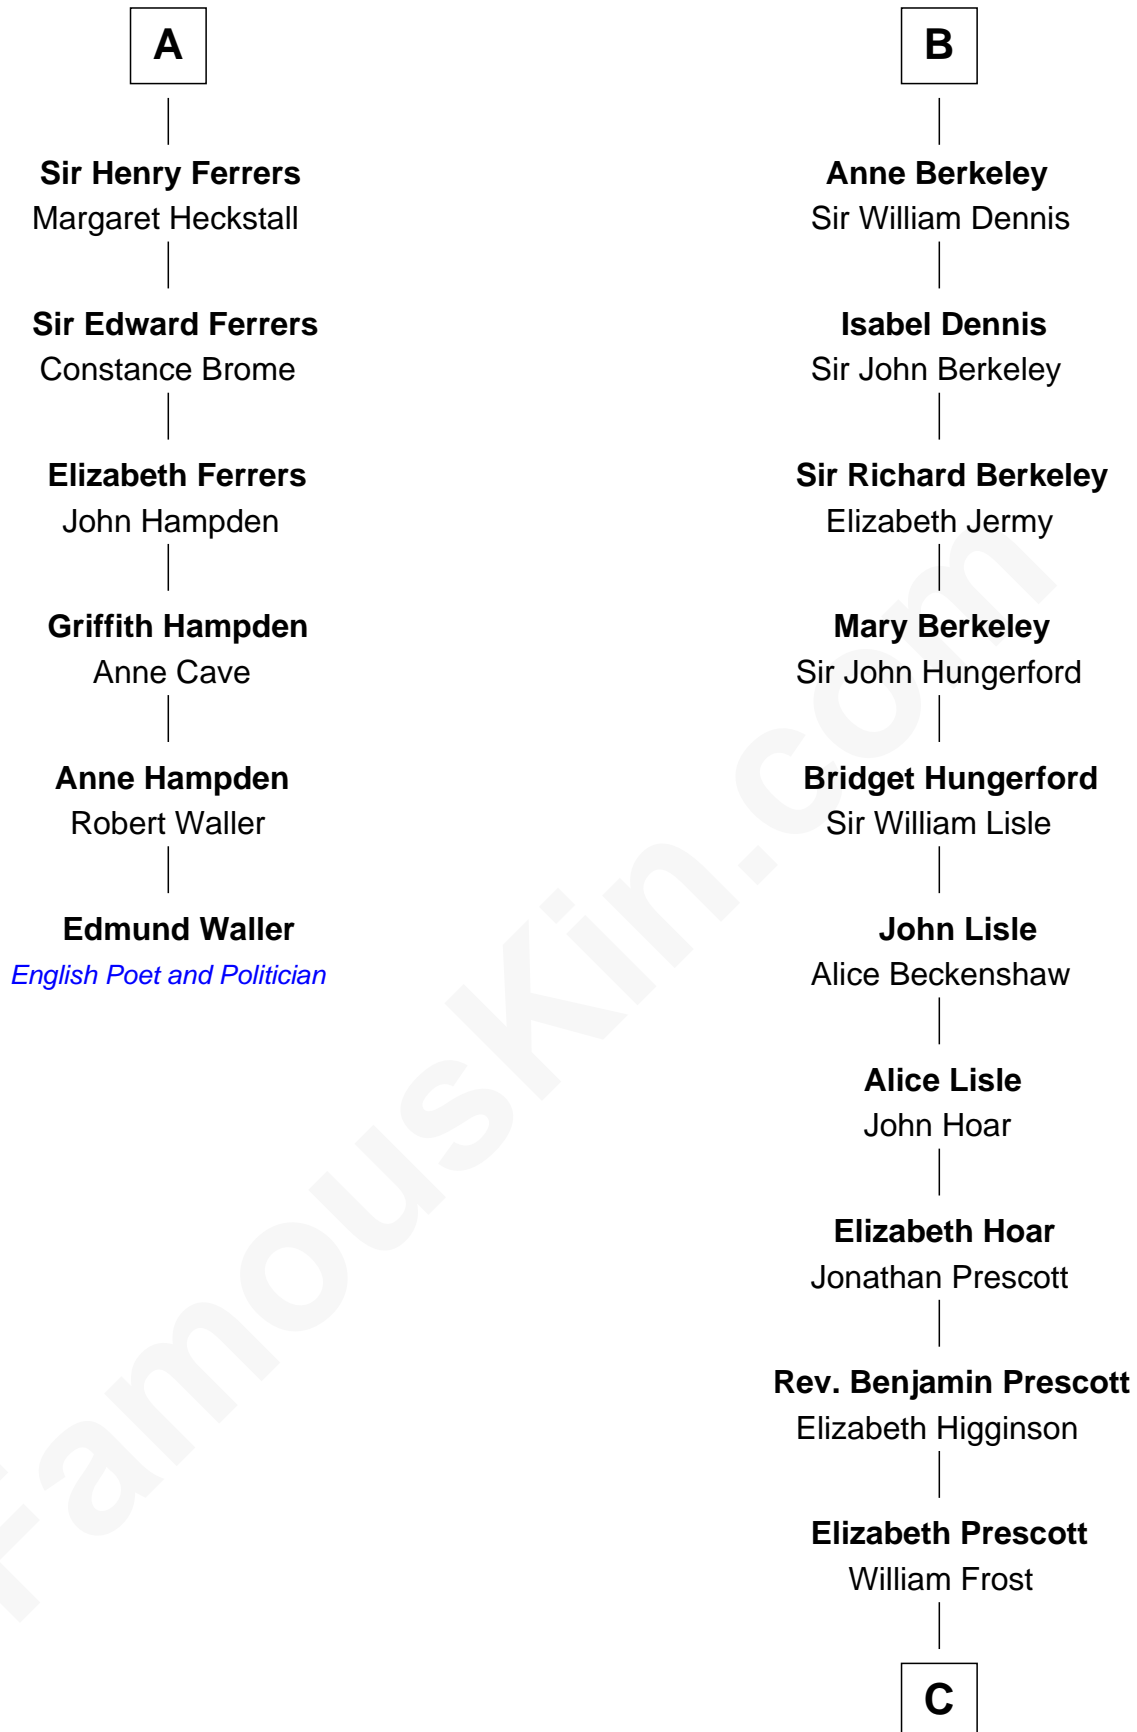 A
Sir Henry Ferrers
Margaret Heckstall
Sir Edward Ferrers
Constance Brome
Elizabeth Ferrers
John Hampden
Griffith Hampden
Anne Cave
Anne Hampden
Robert Waller
Edmund Waller
English Poet and Politician
B
Anne Berkeley
Sir William Dennis
Isabel Dennis
Sir John Berkeley
Sir Richard Berkeley
Elizabeth Jermy
Mary Berkeley
Sir John Hungerford
Bridget Hungerford
Sir William Lisle
John Lisle
Alice Beckenshaw
Alice Lisle
John Hoar
Elizabeth Hoar
Jonathan Prescott
Rev. Benjamin Prescott
Elizabeth Higginson
Elizabeth Prescott
William Frost
C
FamousKin.com